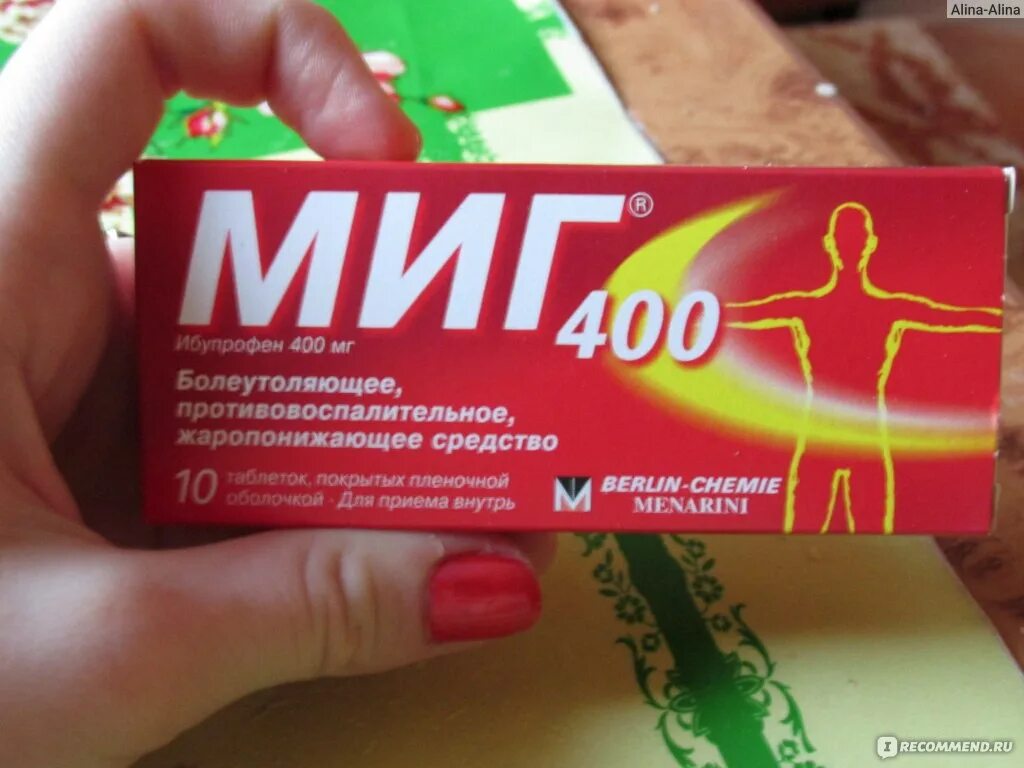 Alina-Alina
МИГ® 400
Ибупрофен 400 мг
Болеутоляющее,
противовоспалительное,
жаропонижающее средство
10 таблеток, покрытых пленочной
оболочкой · Для приема внутрь
BERLIN-CHEMIE
MENARINI
IRECOMMEND.RU